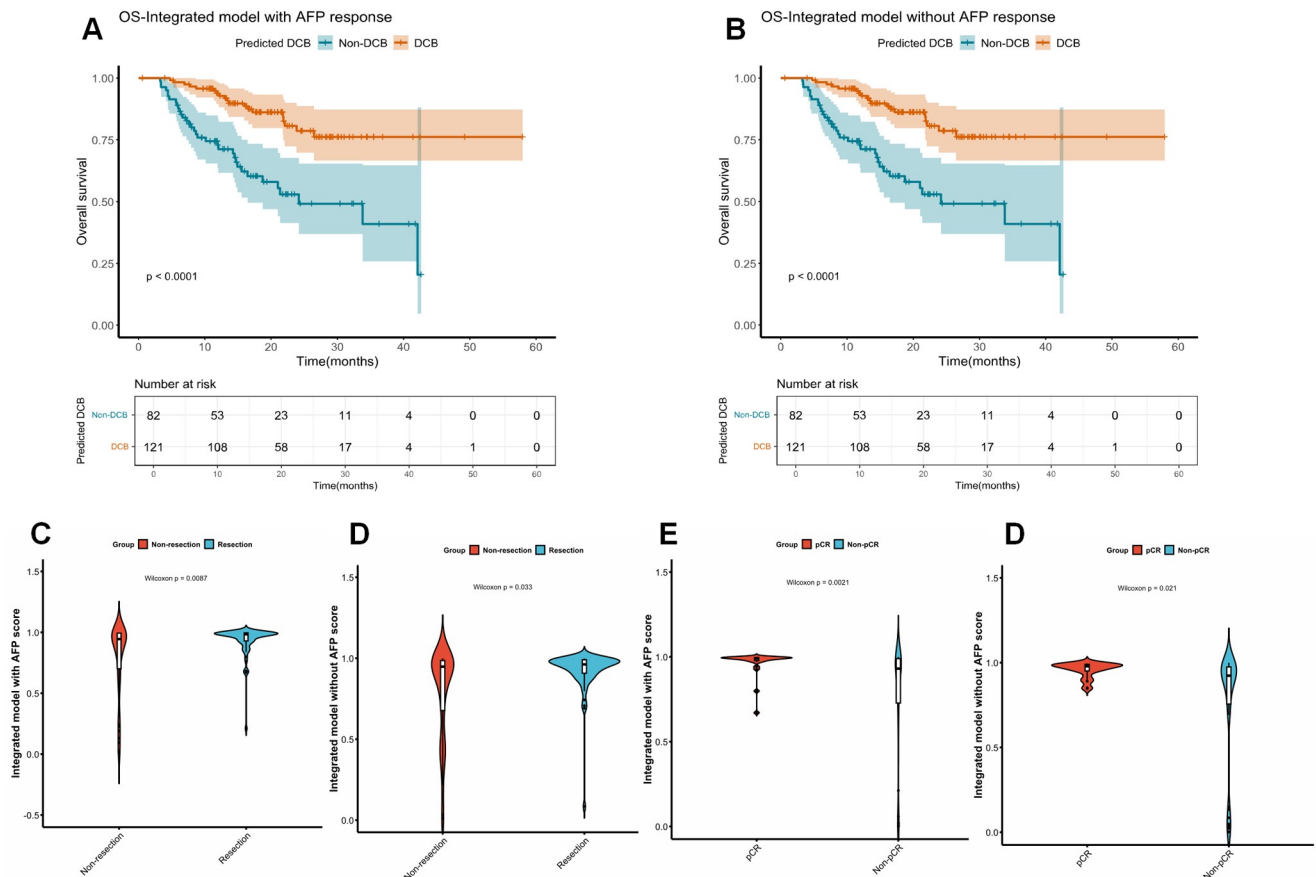 A
OS-Integrated model with AFP response
Predicted DCB Non-DCB DCB
Overall survival
1.00
0.75
0.50
0.25
0.00
p < 0.0001
0 10 20 30 40 50 60
Time(months)
Number at risk
Predicted DCB
Non-DCB 82 53 23 11 4 0 0
DCB 121 108 58 17 4 1 0
0 10 20 30 40 50 60
Time(months)
B
OS-Integrated model without AFP response
Predicted DCB Non-DCB DCB
Overall survival
1.00
0.75
0.50
0.25
0.00
p < 0.0001
0 10 20 30 40 50 60
Time(months)
Number at risk
Predicted DCB
Non-DCB 82 53 23 11 4 0 0
DCB 121 108 58 17 4 1 0
0 10 20 30 40 50 60
Time(months)
C
Group Non-resection Resection
Wilcoxon p = 0.0087
Integrated model with AFP score
1.5
1.0
0.5
0.0
-0.5
Non-resection
Resection
D
Group Non-resection Resection
Wilcoxon p = 0.033
Integrated model without AFP score
1.5
1.0
0.5
0.0
Non-resection
Resection
E
Group pCR Non-pCR
Wilcoxon p = 0.0021
Integrated model with AFP score
1.5
1.0
0.5
0.0
pCR
Non-pCR
D
Group pCR Non-pCR
Wilcoxon p = 0.021
Integrated model without AFP score
1.5
1.0
0.5
0.0
pCR
Non-pCR